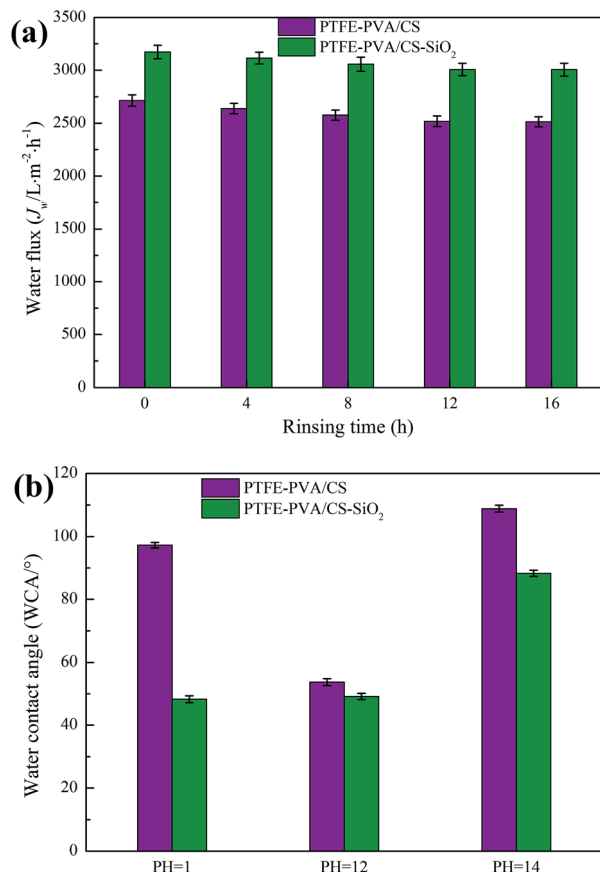 (a)
PTFE-PVA/CS
PTFE-PVA/CS-SiO₂
3500
3000
2500
2000
1500
1000
500
0
Water flux (J_w/L·m⁻²·h⁻¹)
0 4 8 12 16
Rinsing time (h)
(b)
PTFE-PVA/CS
PTFE-PVA/CS-SiO₂
120
100
80
60
40
20
0
Water contact angle (WCA/°)
PH=1 PH=12 PH=14